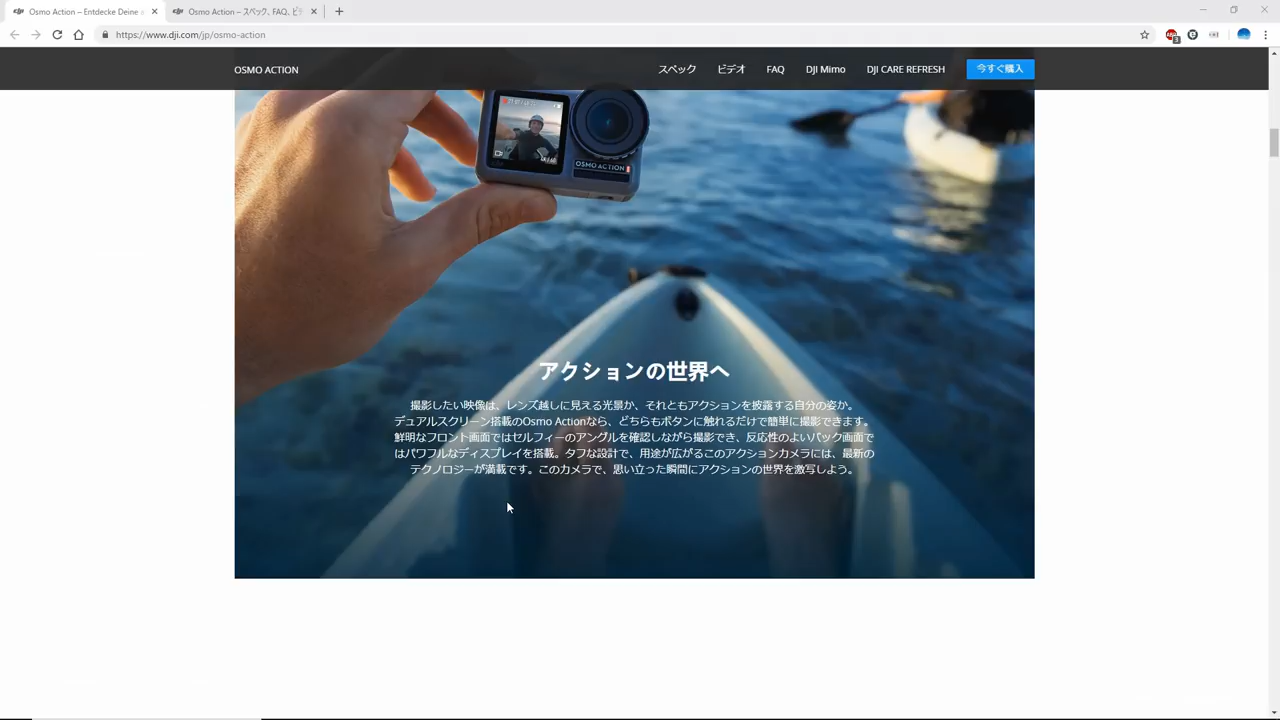 Osmo Action – Entdecke Deine
Osmo Action – スペック、FAQ、ビデ
https://www.dji.com/jp/osmo-action
OSMO ACTION
スペック
ビデオ
FAQ
DJI Mimo
DJI CARE REFRESH
今すぐ購入
OSMO ACTION
アクションの世界へ
撮影したい映像は、レンズ越しに見える光景か、それともアクションを披露する自分の姿か。
デュアルスクリーン搭載のOsmo Actionなら、どちらもボタンに触れるだけで簡単に撮影できます。
鮮明なフロント画面ではセルフィーのアングルを確認しながら撮影でき、反応性のよいバック画面で
はパワフルなディスプレイを搭載。タフな設計で、用途が広がるこのアクションカメラには、最新の
テクノロジーが満載です。このカメラで、思い立った瞬間にアクションの世界を激写しよう。